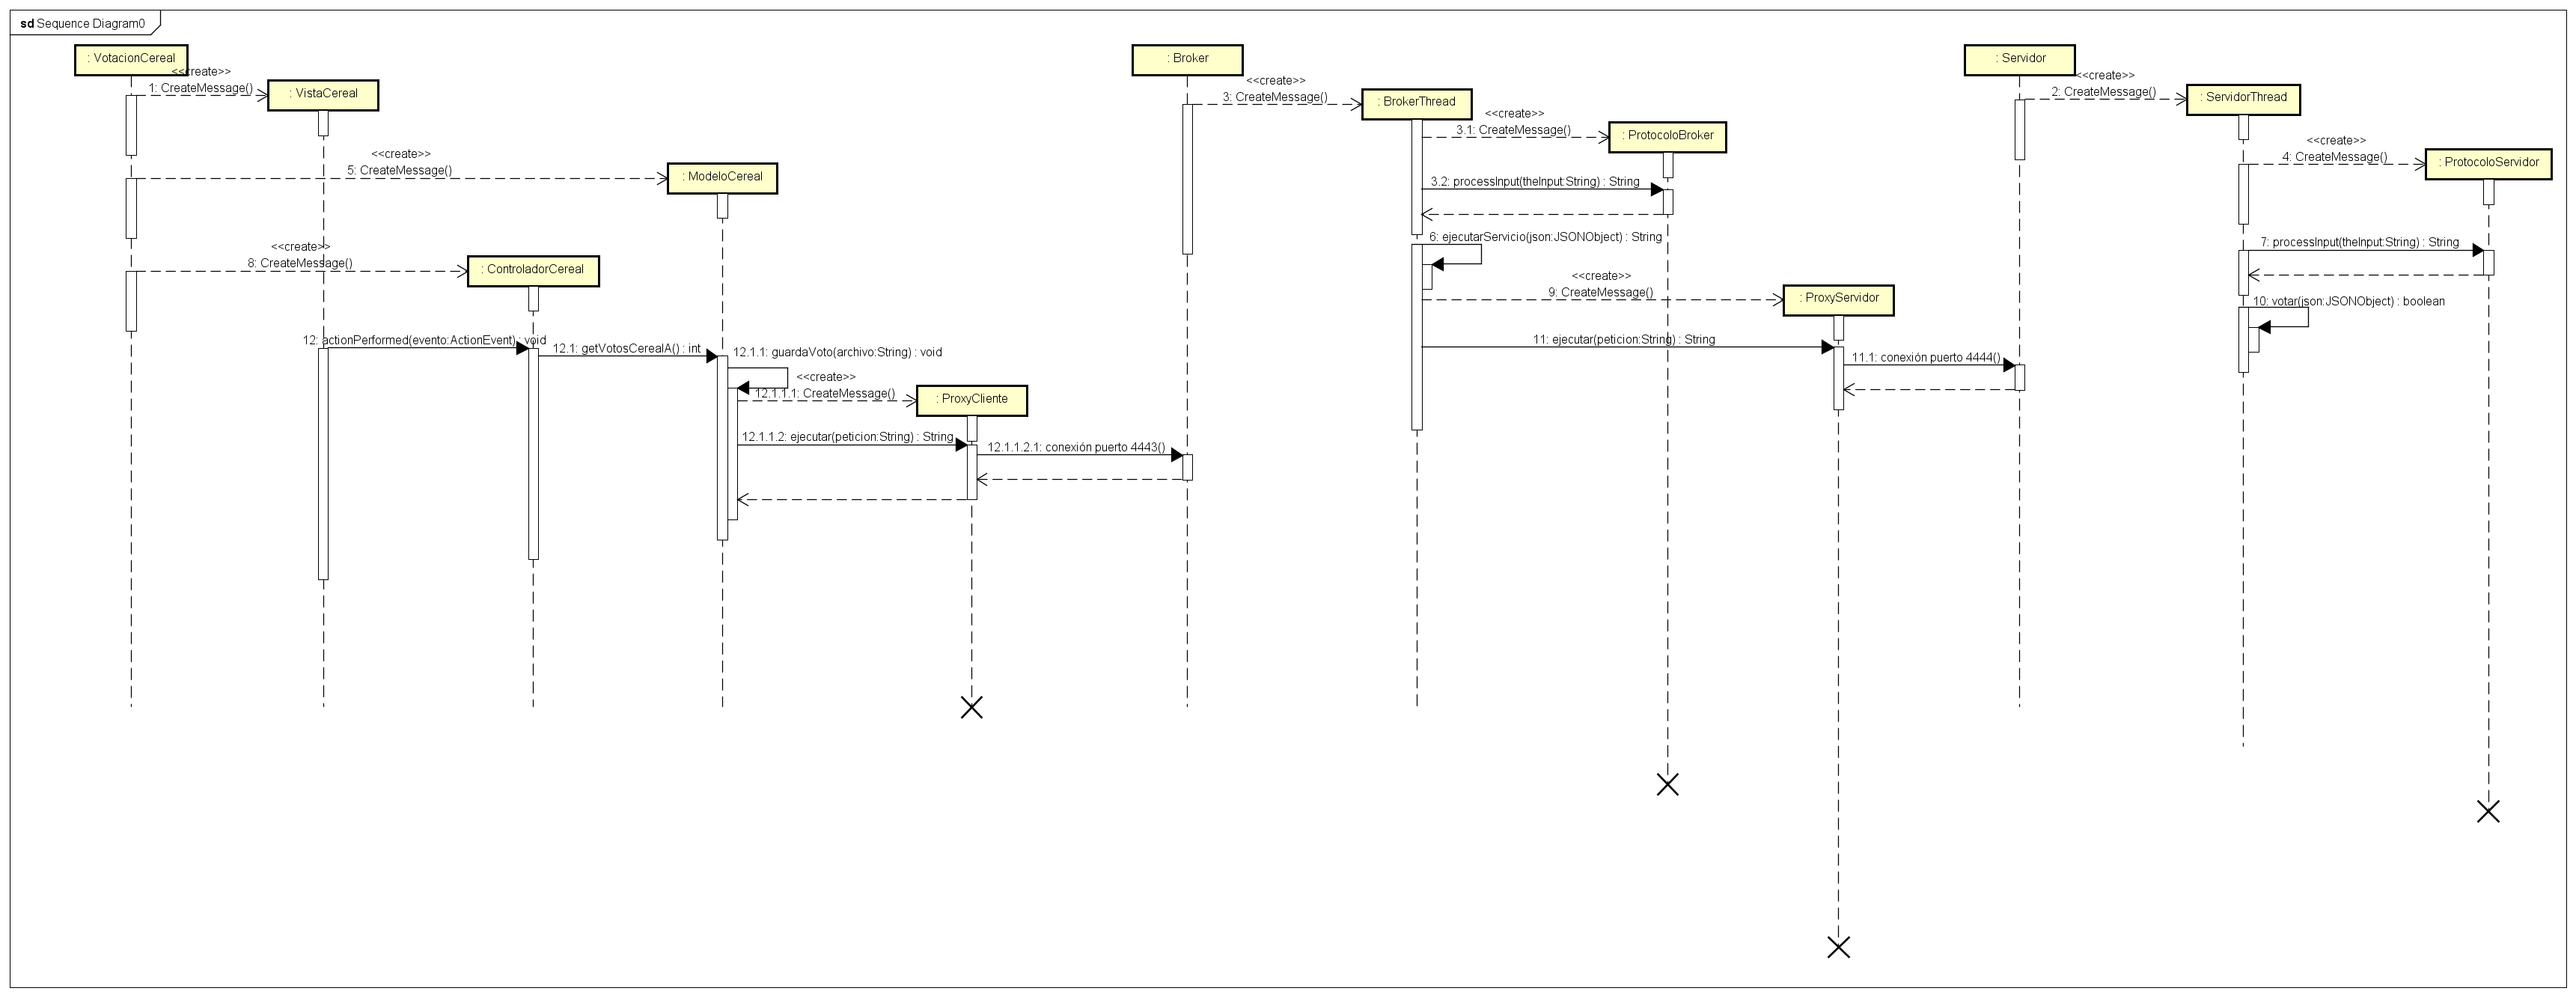 sd Sequence Diagram0
: VotacionCereal
: Broker
: Servidor
<<create>>
1: CreateMessage()
: VistaCereal
<<create>>
3: CreateMessage()
: BrokerThread
<<create>>
2: CreateMessage()
: ServidorThread
<<create>>
3.1: CreateMessage()
: ProtocoloBroker
<<create>>
4: CreateMessage()
: ProtocoloServidor
<<create>>
5: CreateMessage()
: ModeloCereal
3.2: processInput(theInput:String) : String
6: ejecutarServicio(json:JSONObject) : String
7: processInput(theInput:String) : String
<<create>>
8: CreateMessage()
: ControladorCereal
<<create>>
9: CreateMessage()
: ProxyServidor
10: votar(json:JSONObject) : boolean
12: actionPerformed(evento:ActionEvent) : void
12.1: getVotosCerealA() : int
12.1.1: guardaVoto(archivo:String) : void
11: ejecutar(peticion:String) : String
11.1: conexión puerto 4444()
<<create>>
12.1.1.1: CreateMessage()
: ProxyCliente
12.1.1.2: ejecutar(peticion:String) : String
12.1.1.2.1: conexión puerto 4443()